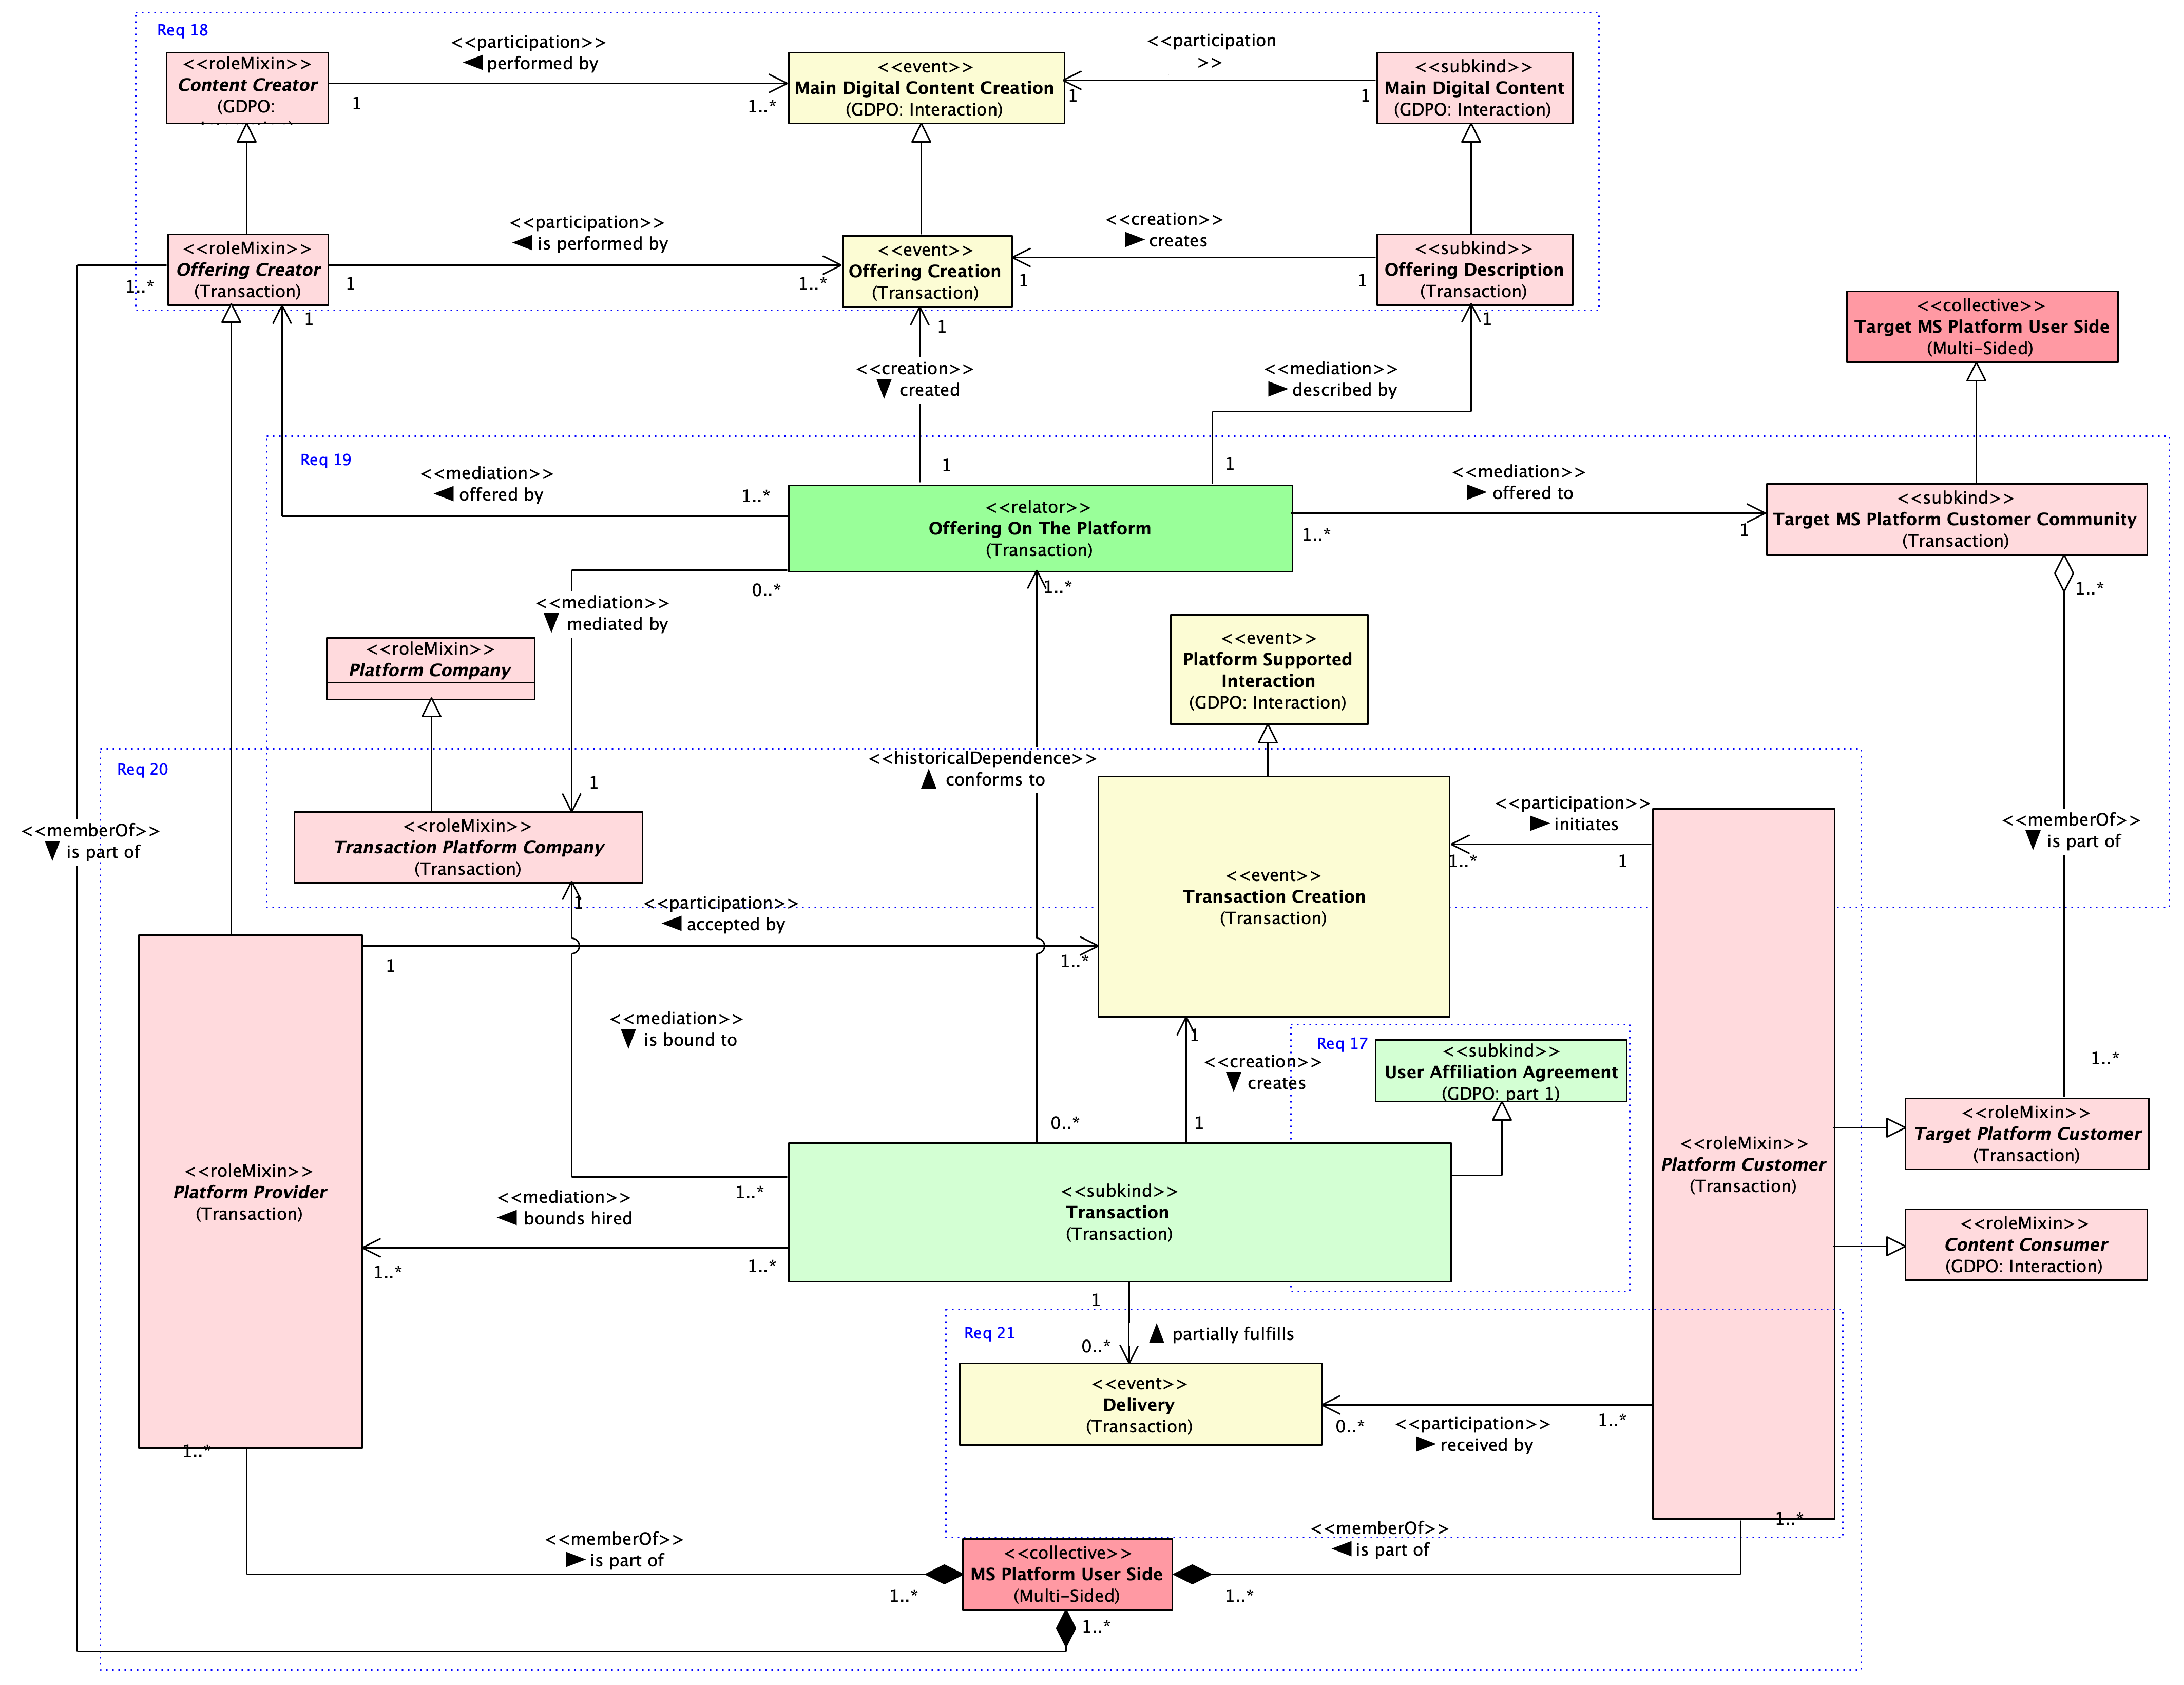 Req 18
<<roleMixin>>
Content Creator
(GDPO:
<<participation>>
performed by
1
1..*
<<event>>
Main Digital Content Creation
(GDPO: Interaction)
<<participation
>>
1
1
<<subkind>>
Main Digital Content
(GDPO: Interaction)
<<roleMixin>>
Offering Creator
(Transaction)
1..*
1
<<participation>>
is performed by
1
1..*
<<event>>
Offering Creation
(Transaction)
<<creation>>
creates
1
1
<<subkind>>
Offering Description
(Transaction)
1
<<creation>>
created
1
<<mediation>>
described by
1
1
<<collective>>
Target MS Platform User Side
(Multi-Sided)
Req 19
<<mediation>>
offered by
1..*
<<relator>>
Offering On The Platform
(Transaction)
<<mediation>>
offered to
1..*
1
<<subkind>>
Target MS Platform Customer Community
(Transaction)
1..*
0..*
1..*
<<mediation>>
mediated by
1
<<roleMixin>>
Platform Company
<<event>>
Platform Supported
Interaction
(GDPO: Interaction)
Req 20
<<historicalDependence>>
conforms to
<<roleMixin>>
Transaction Platform Company
(Transaction)
1
<<memberOf>>
is part of
<<participation>>
accepted by
1
1..*
<<event>>
Transaction Creation
(Transaction)
<<participation>>
initiates
1..*
1
<<memberOf>>
is part of
1..*
<<mediation>>
is bound to
1
<<creation>>
creates
Req 17
<<subkind>>
User Affiliation Agreement
(GDPO: part 1)
0..*
1
<<roleMixin>>
Platform Provider
(Transaction)
1..*
<<mediation>>
bounds hired
1..*
1..*
<<subkind>>
Transaction
(Transaction)
<<roleMixin>>
Platform Customer
(Transaction)
<<roleMixin>>
Target Platform Customer
(Transaction)
<<roleMixin>>
Content Consumer
(GDPO: Interaction)
1
0..*
partially fulfills
Req 21
<<event>>
Delivery
(Transaction)
0..*
<<participation>>
received by
1..*
1..*
1..*
<<memberOf>>
is part of
1..*
<<collective>>
MS Platform User Side
(Multi-Sided)
<<memberOf>>
is part of
1..*
1..*